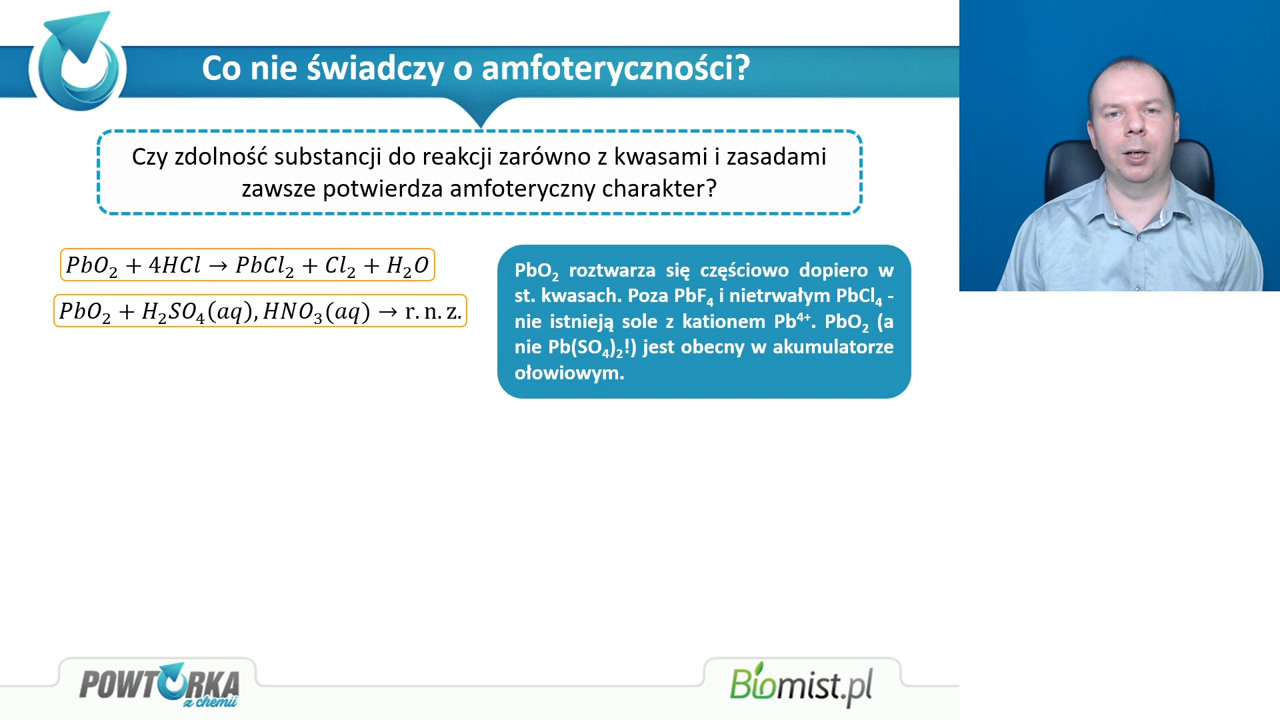 Co nie świadczy o amfoteryczności?
Czy zdolność substancji do reakcji zarówno z kwasami i zasadami
zawsze potwierdza amfoteryczny charakter?
PbO₂ + 4HCl → PbCl₂ + Cl₂ + H₂O
PbO₂ + H₂SO₄(aq), HNO₃(aq) → r. n. z.
PbO₂ roztwarza się częściowo dopiero w
st. kwasach. Poza PbF₄ i nietrwałym PbCl₄ -
nie istnieją sole z kationem Pb⁴⁺. PbO₂ (a
nie Pb(SO₄)₂!) jest obecny w akumulatorze
ołowiowym.
POWTÓRKA
z chemii
Biomist.pl